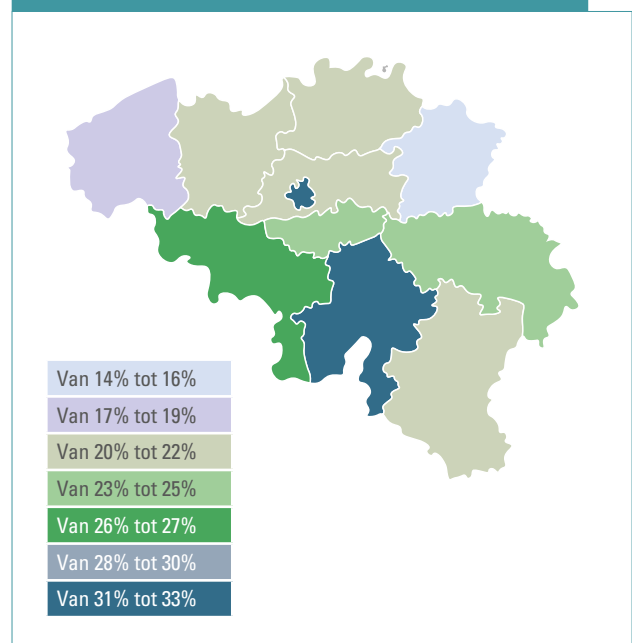 Van 14% tot 16%
Van 17% tot 19%
Van 20% tot 22%
Van 23% tot 25%
Van 26% tot 27%
Van 28% tot 30%
Van 31% tot 33%